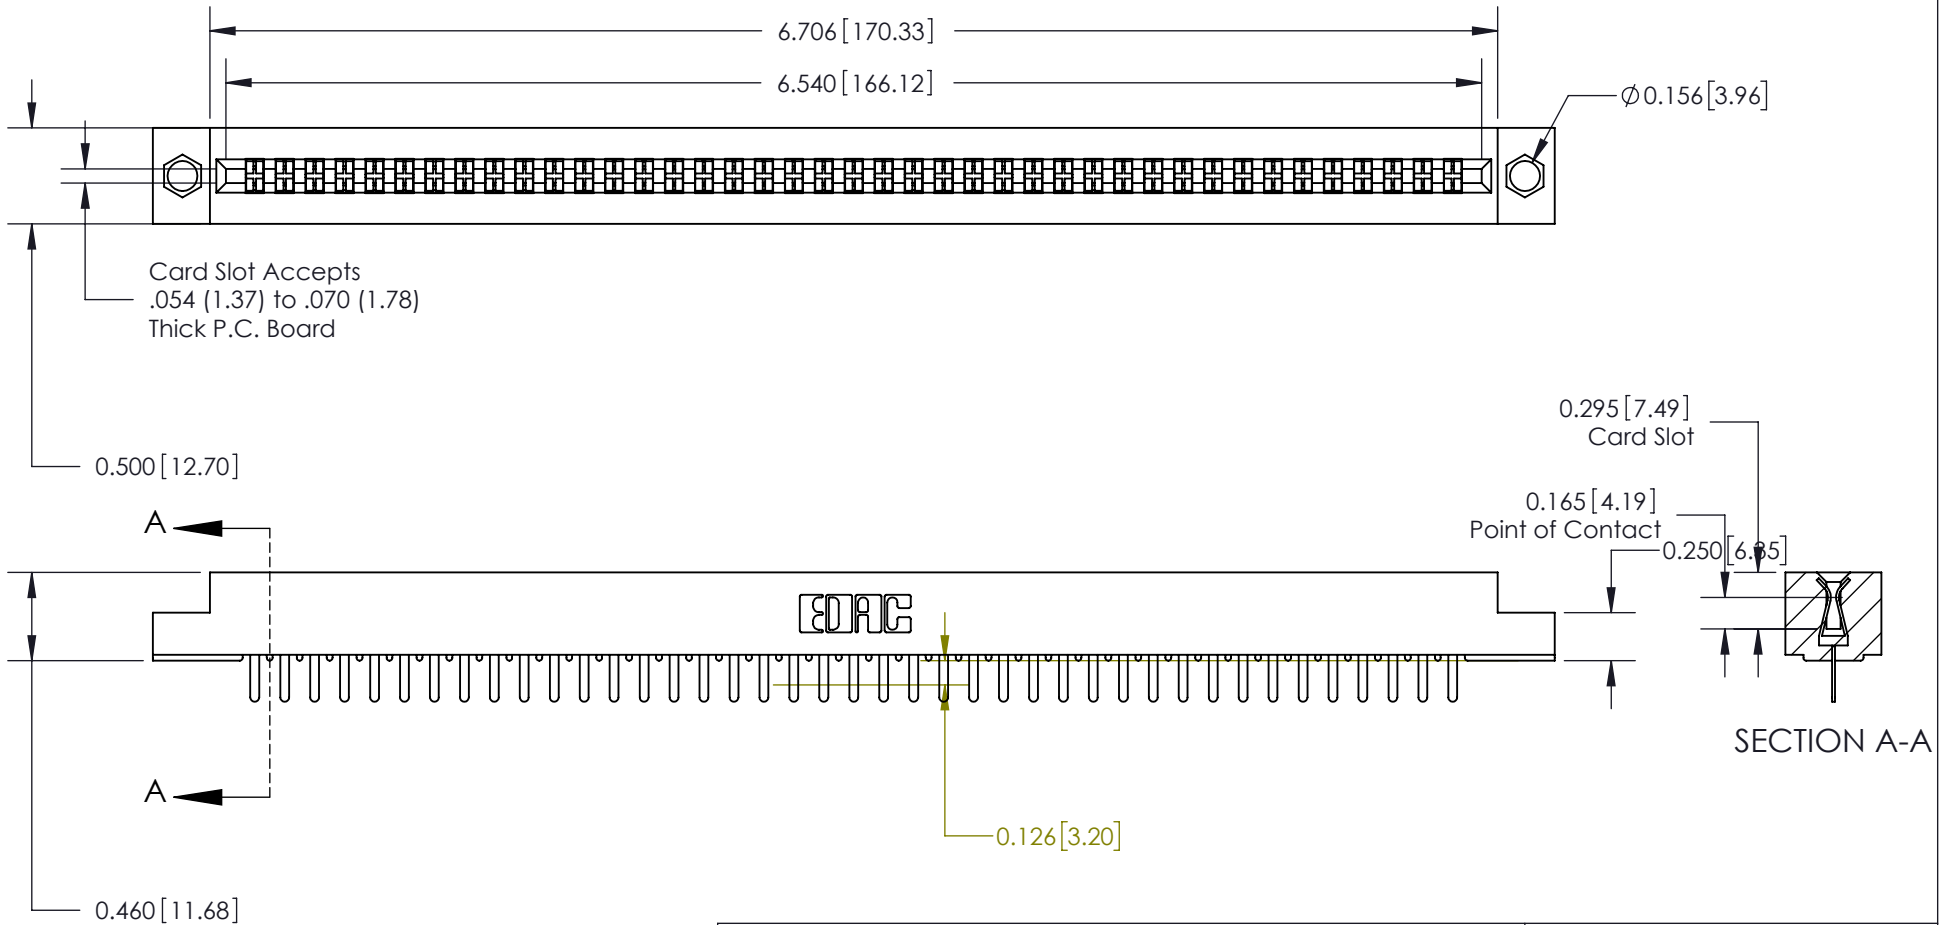 6.706[170.33]
6.540[166.12]
Ø0.156[3.96]
Card Slot Accepts
.054 (1.37) to .070 (1.78)
Thick P.C. Board
0.500[12.70]
0.295[7.49]
Card Slot
0.165[4.19]
Point of Contact
0.250[6.35]
A
EDAC
A
SECTION A-A
0.126[3.20]
0.460[11.68]